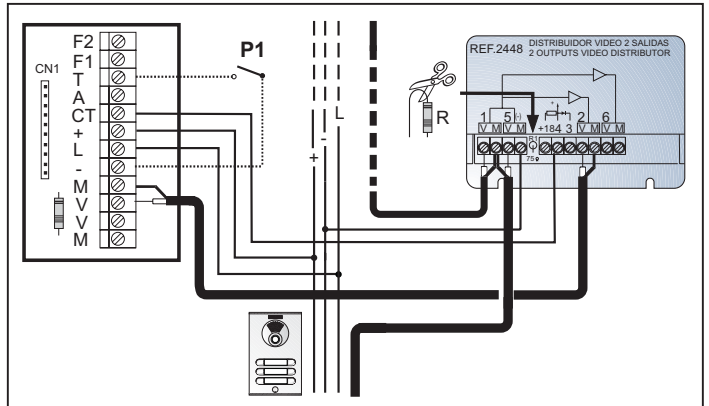 F2
F1
T
A
CT
+
L
-
M
V
V
M
CN1
P1
L
-
+
R
REF.2448
DISTRIBUIDOR VIDEO 2 SALIDAS
2 OUTPUTS VIDEO DISTRIBUTOR
+
1 5 (-) 2 6
V M V M +18 4 3 V M V M
75